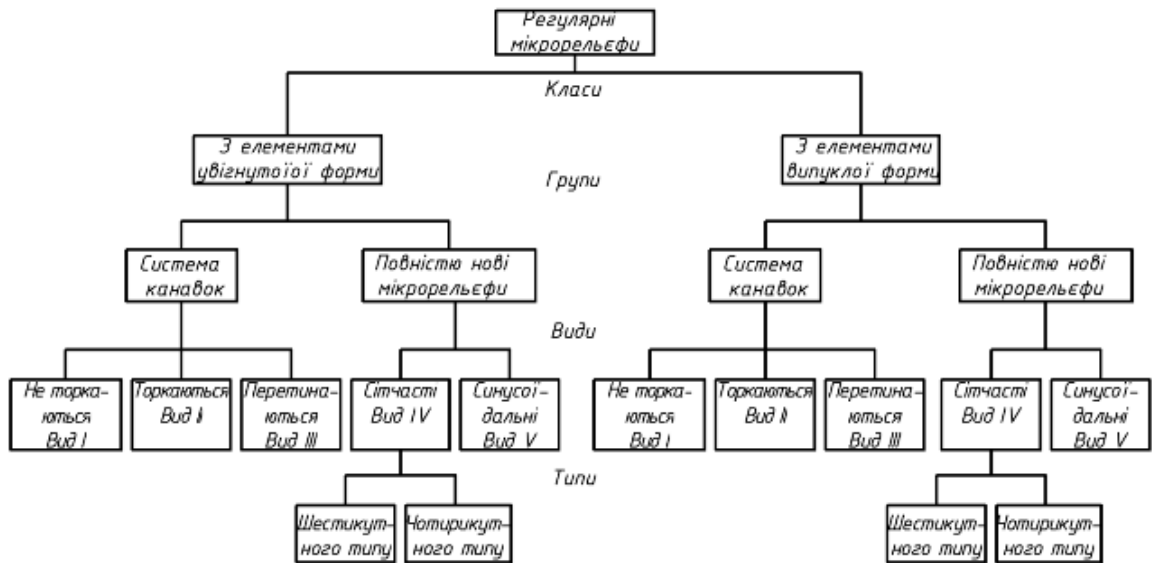 Регулярні
мікрорельєфи
Класи
З елементами
увігнутоїої форми
З елементами
випуклої форми
Групи
Система
канавок
Повністю нові
мікрорельєфи
Система
канавок
Повністю нові
мікрорельєфи
Види
Не торка-
ються
Вид I
Торкаються
Вид II
Перетина-
ються
Вид III
Сітчасті
Вид IV
Синусої-
дальні
Вид V
Не торка-
ються
Вид I
Торкаються
Вид II
Перетина-
ються
Вид III
Сітчасті
Вид IV
Синусої-
дальні
Вид V
Типи
Шестикут-
ного типу
Чотирикут-
ного типу
Шестикут-
ного типу
Чотирикут-
ного типу